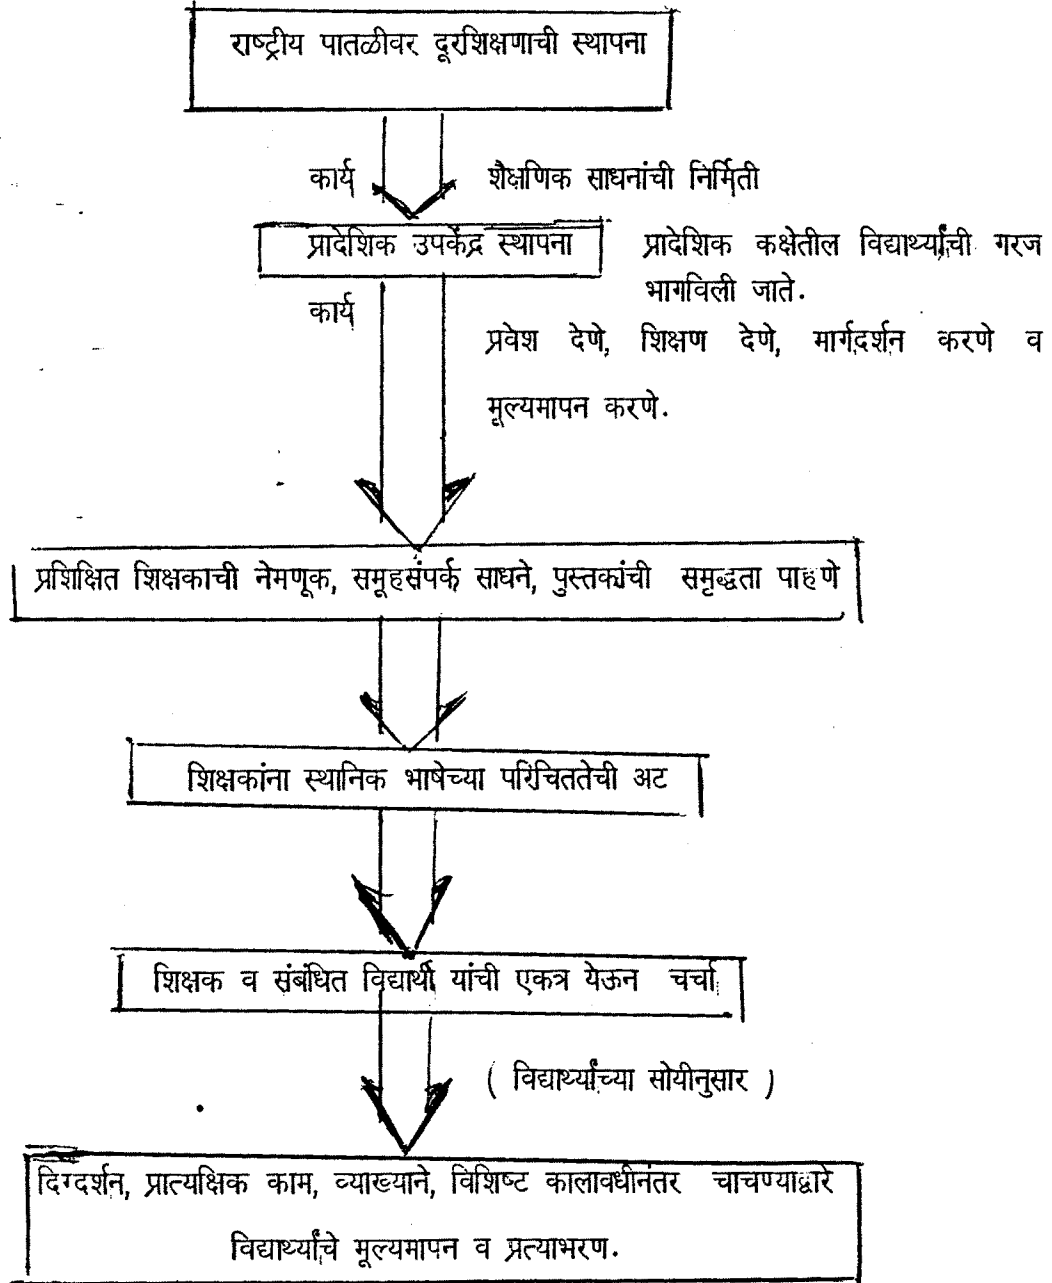 राष्ट्रीय पातळीवर दूरशिक्षणाची स्थापना
कार्य शैक्षणिक साधनांची निर्मिती
प्रादेशिक उपकेंद्र स्थापना प्रादेशिक कक्षेतील विद्यार्थ्यांची गरज
भागविली जाते.
कार्य
प्रवेश देणे, शिक्षण देणे, मार्गदर्शन करणे व
मूल्यमापन करणे.
प्रशिक्षित शिक्षकाची नेमणूक, समूहसंपर्क साधने, पुस्तकांची समृद्धता पाहणे
शिक्षकांना स्थानिक भाषेच्या परिचिततेची अट
शिक्षक व संबंधित विद्यार्थी यांची एकत्र येऊन चर्चा
( विद्यार्थ्यांच्या सोयीनुसार )
दिग्दर्शन, प्रात्यक्षिक काम, व्याख्याने, विशिष्ट कालावधीनंतर चाचण्याद्वारे
विद्यार्थ्यांचे मूल्यमापन व प्रत्याभरण.